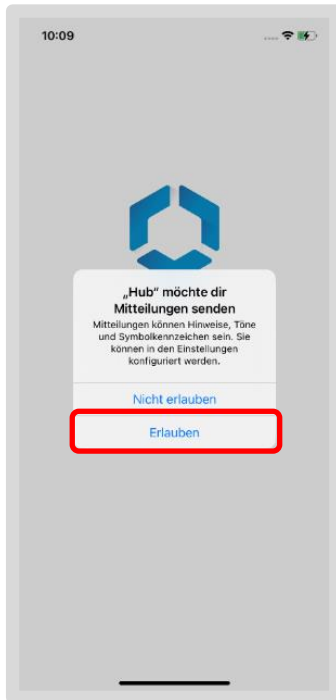 10:09
„Hub“ möchte dir
Mitteilungen senden
Mitteilungen können Hinweise, Töne
und Symbolkennzeichen sein. Sie
können in den Einstellungen
konfiguriert werden.
Nicht erlauben
Erlauben